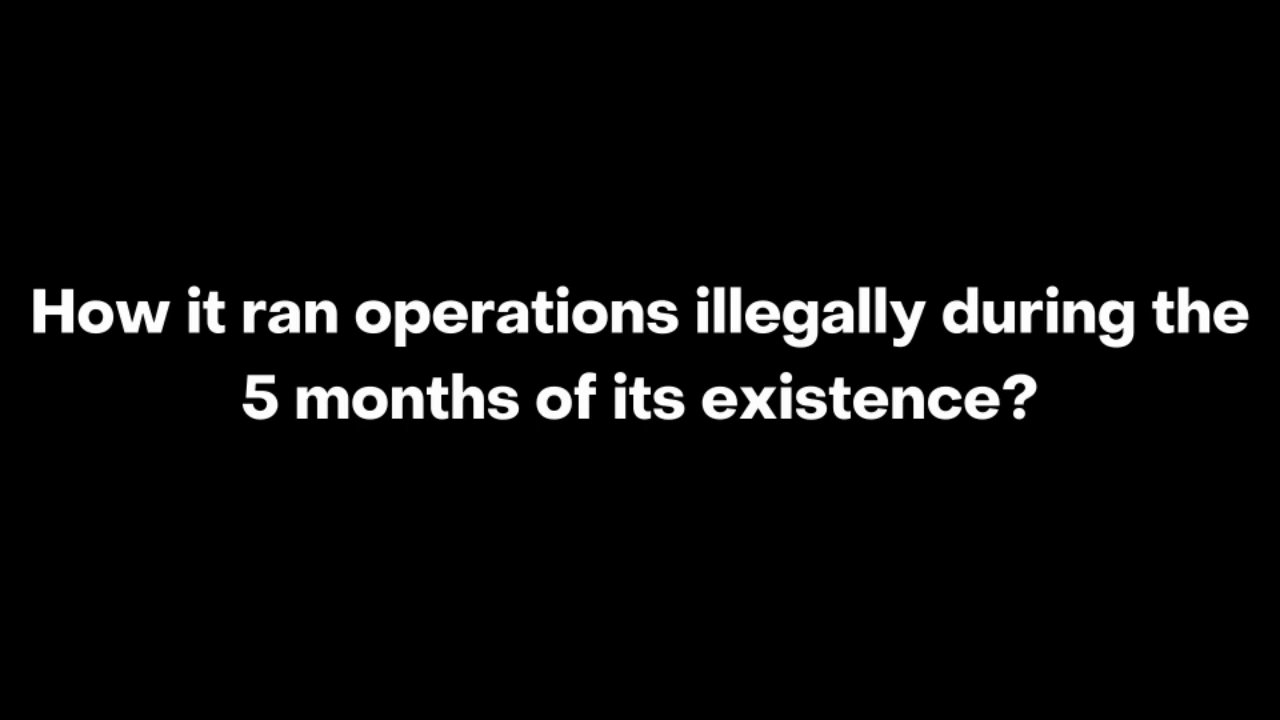 How it ran operations illegally during the
5 months of its existence?